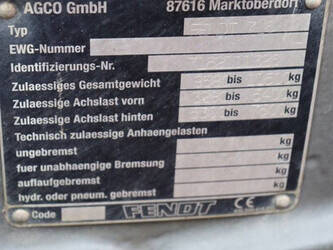 AGCO GmbH 87616 Marktoberdorf
Typ
EWG-Nummer
Identifizierungs-Nr.
Zulaessiges Gesamtgewicht bis kg
Zulaessige Achslast vorn bis kg
Zulaessige Achslast hinten bis kg
Technisch zulaessige Anhaengelasten
ungebremst kg
fuer unabhaengige Bremsung kg
auflaufgebremst kg
hydr. oder pneum. gebremst kg
Code FENDT CE